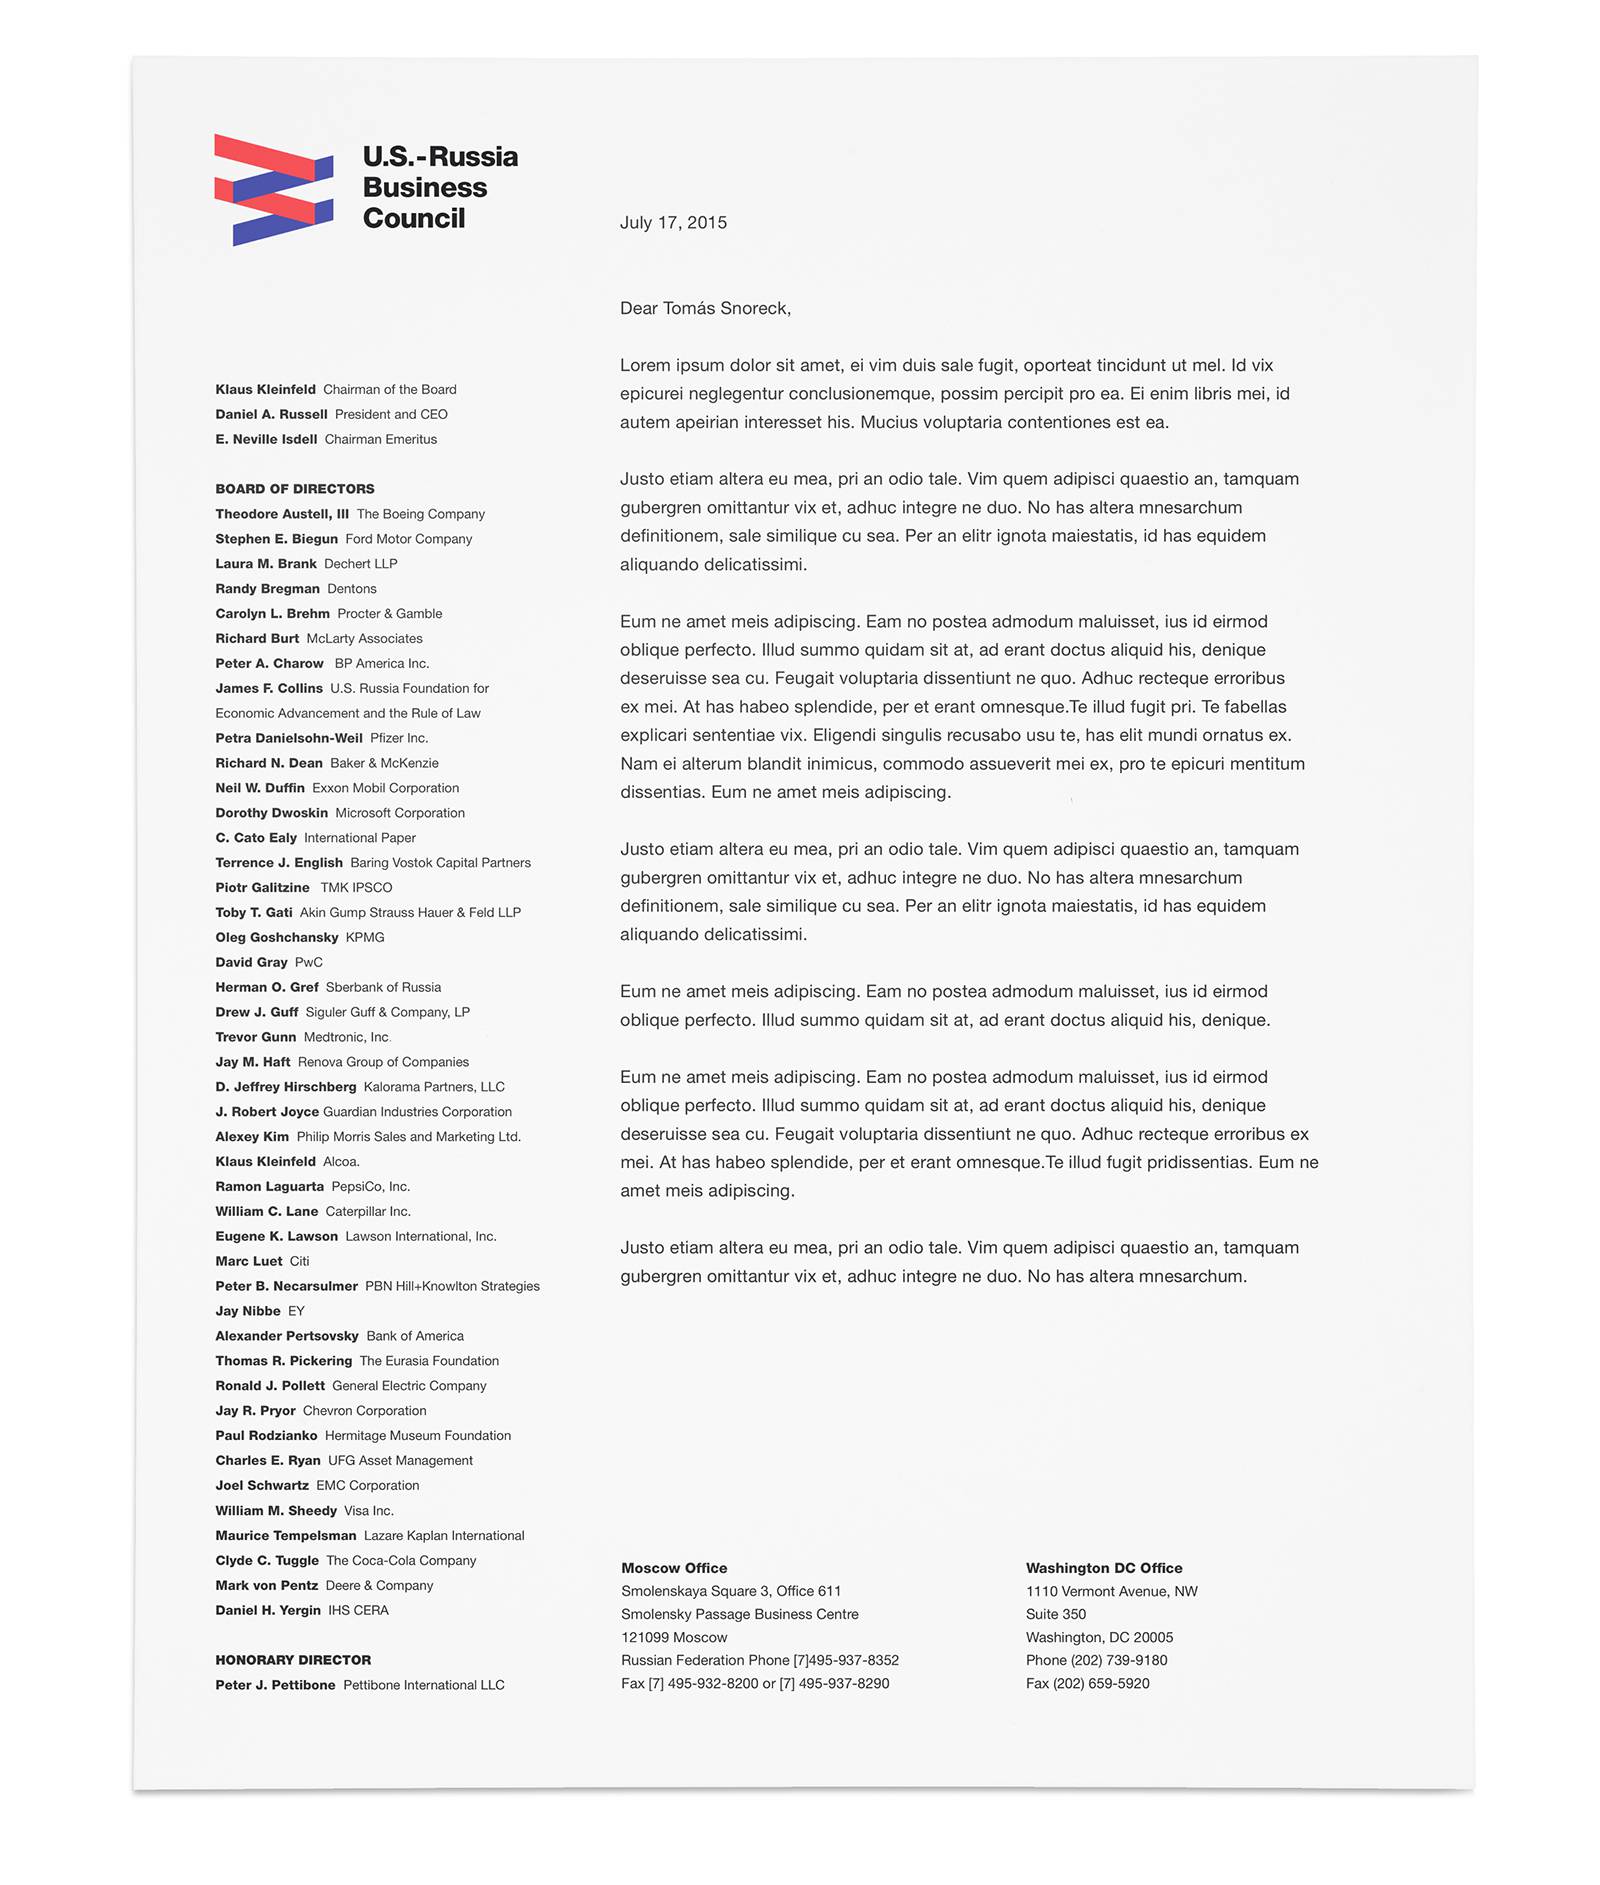 U.S.-Russia
Business
Council
July 17, 2015
Dear Tomás Snoreck,
Lorem ipsum dolor sit amet, ei vim duis sale fugit, oporteat tincidunt ut mel. Id vix
epicurei neglegentur conclusionemque, possim percipit pro ea. Ei enim libris mei, id
autem apeirian interesset his. Mucius voluptaria contentiones est ea.
Justo etiam altera eu mea, pri an odio tale. Vim quem adipisci quaestio an, tamquam
gubergren omittantur vix et, adhuc integre ne duo. No has altera mnesarchum
definitionem, sale similique cu sea. Per an elitr ignota maiestatis, id has equidem
aliquando delicatissimi.
Eum ne amet meis adipiscing. Eam no postea admodum maluisset, ius id eirmod
oblique perfecto. Illud summo quidam sit at, ad erant doctus aliquid his, denique
deseruisse sea cu. Feugait voluptaria dissentiunt ne quo. Adhuc recteque erroribus
ex mei. At has habeo splendide, per et erant omnesque.Te illud fugit pri. Te fabellas
explicari sententiae vix. Eligendi singulis recusabo usu te, has elit mundi ornatus ex.
Nam ei alterum blandit inimicus, commodo assueverit mei ex, pro te epicuri mentitum
dissentias. Eum ne amet meis adipiscing.
Justo etiam altera eu mea, pri an odio tale. Vim quem adipisci quaestio an, tamquam
gubergren omittantur vix et, adhuc integre ne duo. No has altera mnesarchum
definitionem, sale similique cu sea. Per an elitr ignota maiestatis, id has equidem
aliquando delicatissimi.
Eum ne amet meis adipiscing. Eam no postea admodum maluisset, ius id eirmod
oblique perfecto. Illud summo quidam sit at, ad erant doctus aliquid his, denique.
Eum ne amet meis adipiscing. Eam no postea admodum maluisset, ius id eirmod
oblique perfecto. Illud summo quidam sit at, ad erant doctus aliquid his, denique
deseruisse sea cu. Feugait voluptaria dissentiunt ne quo. Adhuc recteque erroribus ex
mei. At has habeo splendide, per et erant omnesque.Te illud fugit pridissentias. Eum ne
amet meis adipiscing.
Justo etiam altera eu mea, pri an odio tale. Vim quem adipisci quaestio an, tamquam
gubergren omittantur vix et, adhuc integre ne duo. No has altera mnesarchum.
Klaus Kleinfeld Chairman of the Board
Daniel A. Russell President and CEO
E. Neville Isdell Chairman Emeritus
BOARD OF DIRECTORS
Theodore Austell, III The Boeing Company
Stephen E. Biegun Ford Motor Company
Laura M. Brank Dechert LLP
Randy Bregman Dentons
Carolyn L. Brehm Procter & Gamble
Richard Burt McLarty Associates
Peter A. Charow BP America Inc.
James F. Collins U.S. Russia Foundation for
Economic Advancement and the Rule of Law
Petra Danielsohn-Weil Pfizer Inc.
Richard N. Dean Baker & McKenzie
Neil W. Duffin Exxon Mobil Corporation
Dorothy Dwoskin Microsoft Corporation
C. Cato Ealy International Paper
Terrence J. English Baring Vostok Capital Partners
Piotr Galitzine TMK IPSCO
Toby T. Gati Akin Gump Strauss Hauer & Feld LLP
Oleg Goshchansky KPMG
David Gray PwC
Herman O. Gref Sberbank of Russia
Drew J. Guff Siguler Guff & Company, LP
Trevor Gunn Medtronic, Inc.
Jay M. Haft Renova Group of Companies
D. Jeffrey Hirschberg Kalorama Partners, LLC
J. Robert Joyce Guardian Industries Corporation
Alexey Kim Philip Morris Sales and Marketing Ltd.
Klaus Kleinfeld Alcoa.
Ramon Laguarta PepsiCo, Inc.
William C. Lane Caterpillar Inc.
Eugene K. Lawson Lawson International, Inc.
Marc Luet Citi
Peter B. Necarsulmer PBN Hill+Knowlton Strategies
Jay Nibbe EY
Alexander Pertsovsky Bank of America
Thomas R. Pickering The Eurasia Foundation
Ronald J. Pollett General Electric Company
Jay R. Pryor Chevron Corporation
Paul Rodzianko Hermitage Museum Foundation
Charles E. Ryan UFG Asset Management
Joel Schwartz EMC Corporation
William M. Sheedy Visa Inc.
Maurice Tempelsman Lazare Kaplan International
Clyde C. Tuggle The Coca-Cola Company
Mark von Pentz Deere & Company
Daniel H. Yergin IHS CERA
HONORARY DIRECTOR
Peter J. Pettibone Pettibone International LLC
Moscow Office
Smolenskaya Square 3, Office 611
Smolensky Passage Business Centre
121099 Moscow
Russian Federation Phone [7]495-937-8352
Fax [7] 495-932-8200 or [7] 495-937-8290
Washington DC Office
1110 Vermont Avenue, NW
Suite 350
Washington, DC 20005
Phone (202) 739-9180
Fax (202) 659-5920